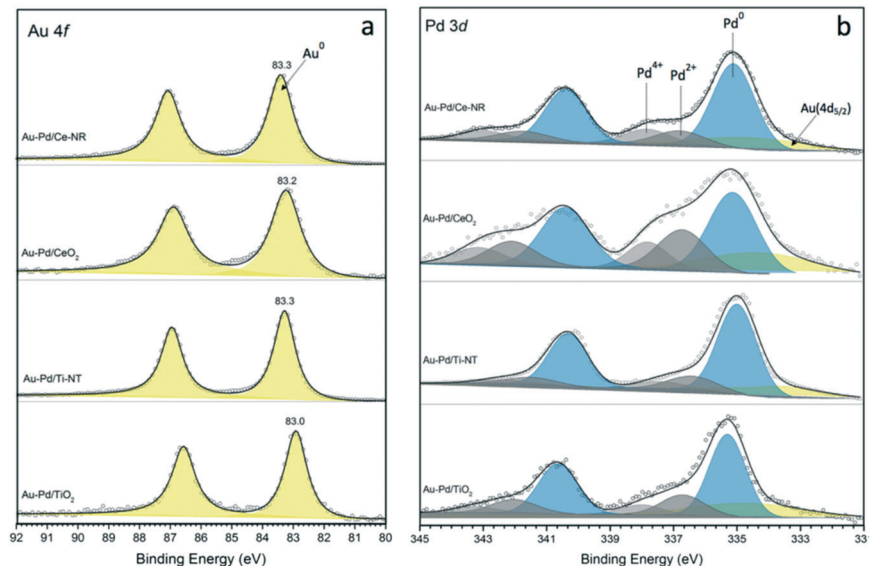 Au 4f
a
83.3
Au⁰
Au-Pd/Ce-NR
83.2
Au-Pd/CeO₂
83.3
Au-Pd/Ti-NT
83.0
Au-Pd/TiO₂
92 91 90 89 88 87 86 85 84 83 82 81 80
Binding Energy (eV)
Pd 3d
b
Pd⁰
Pd⁴⁺
Pd²⁺
Au(4d₅/₂)
Au-Pd/Ce-NR
Au-Pd/CeO₂
Au-Pd/Ti-NT
Au-Pd/TiO₂
345 343 341 339 337 335 333 331
Binding Energy (eV)